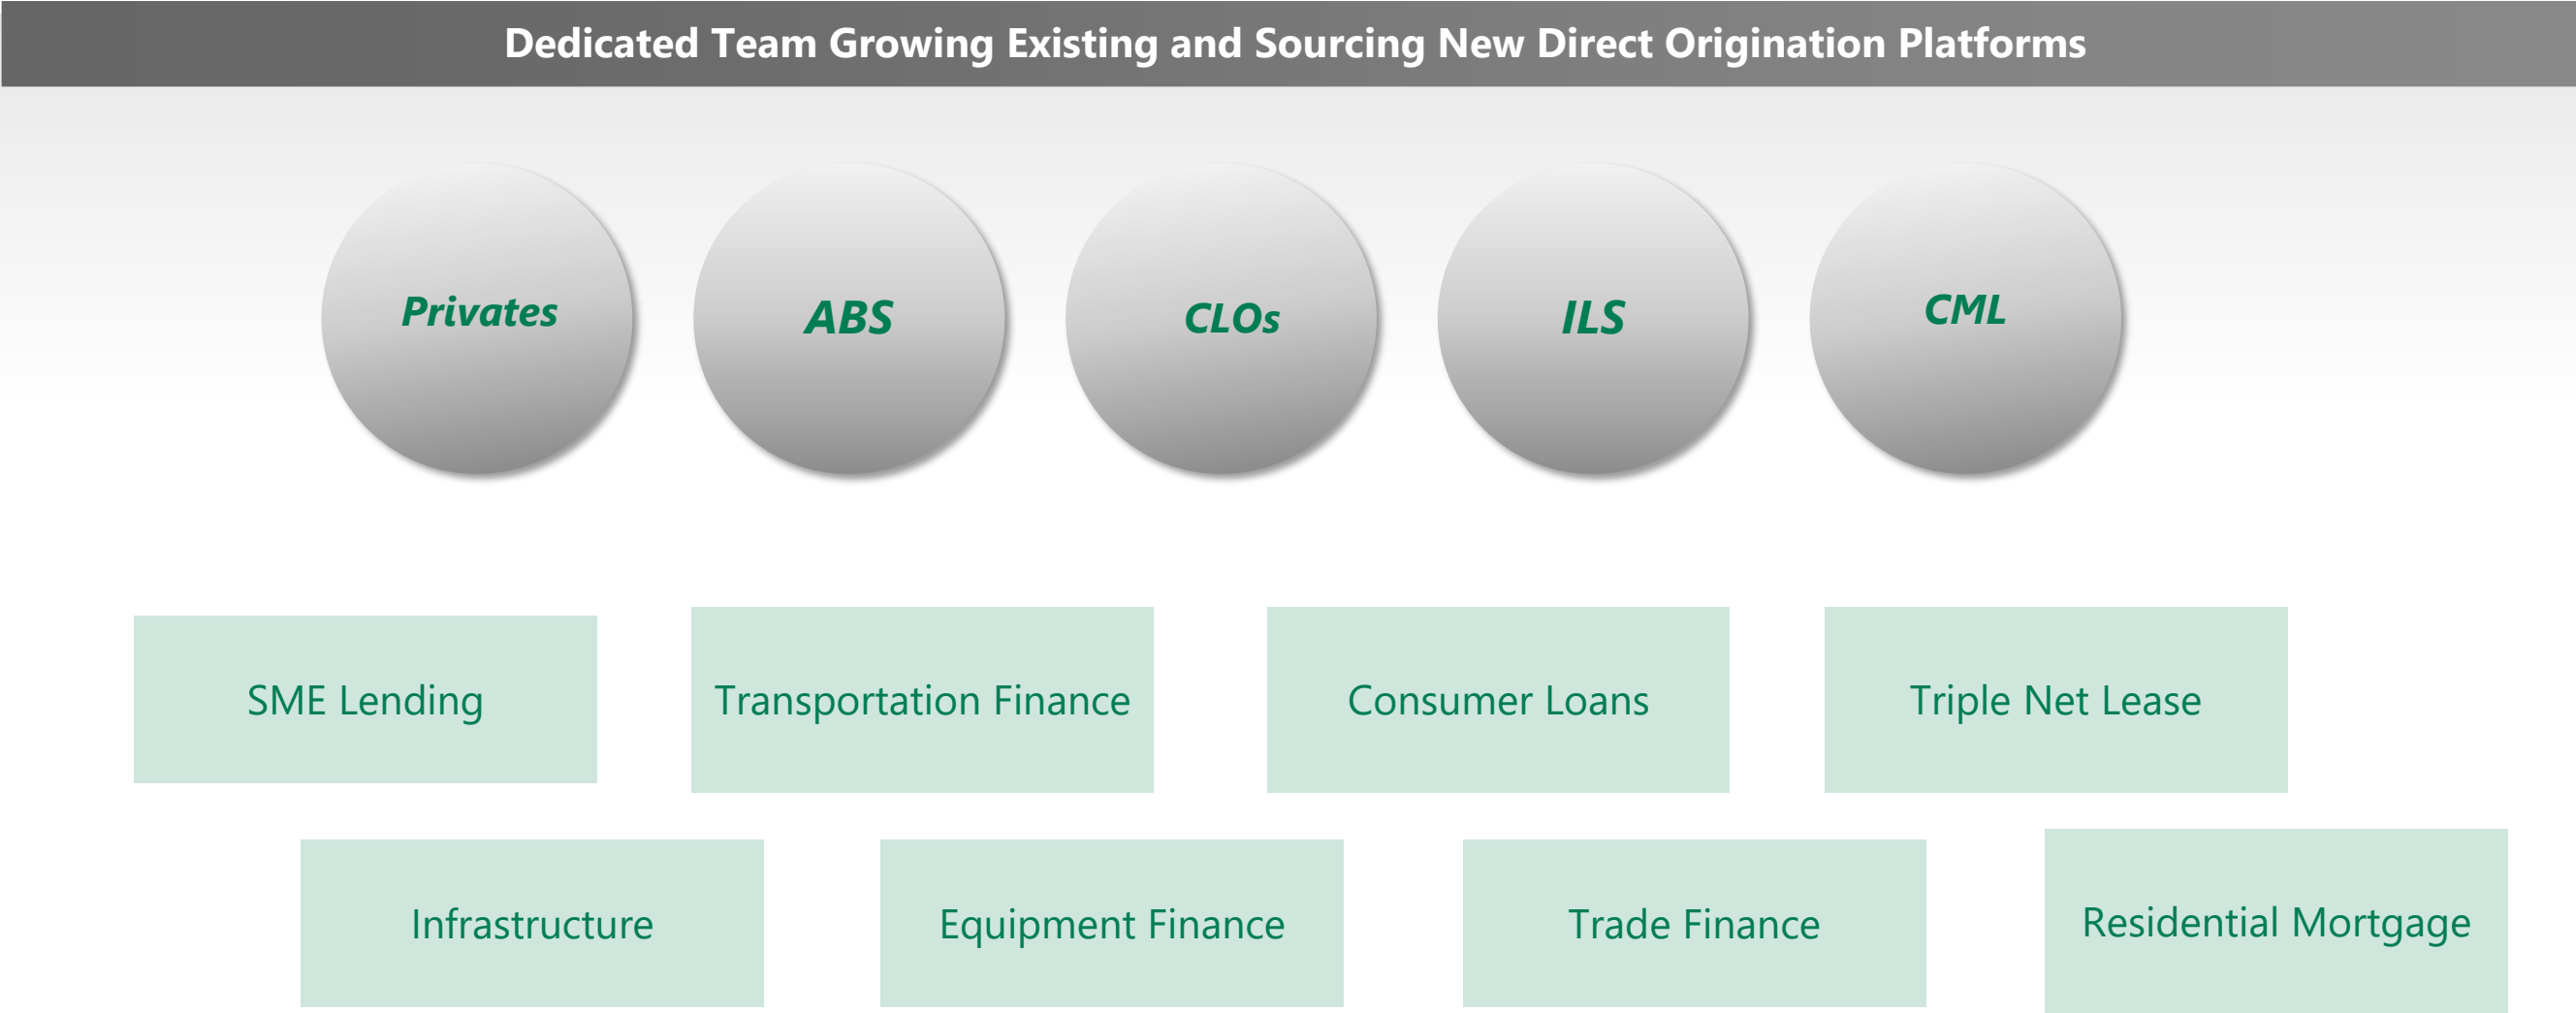 Dedicated Team Growing Existing and Sourcing New Direct Origination Platforms
Privates
ABS
CLOs
ILS
CML
SME Lending
Transportation Finance
Consumer Loans
Triple Net Lease
Infrastructure
Equipment Finance
Trade Finance
Residential Mortgage